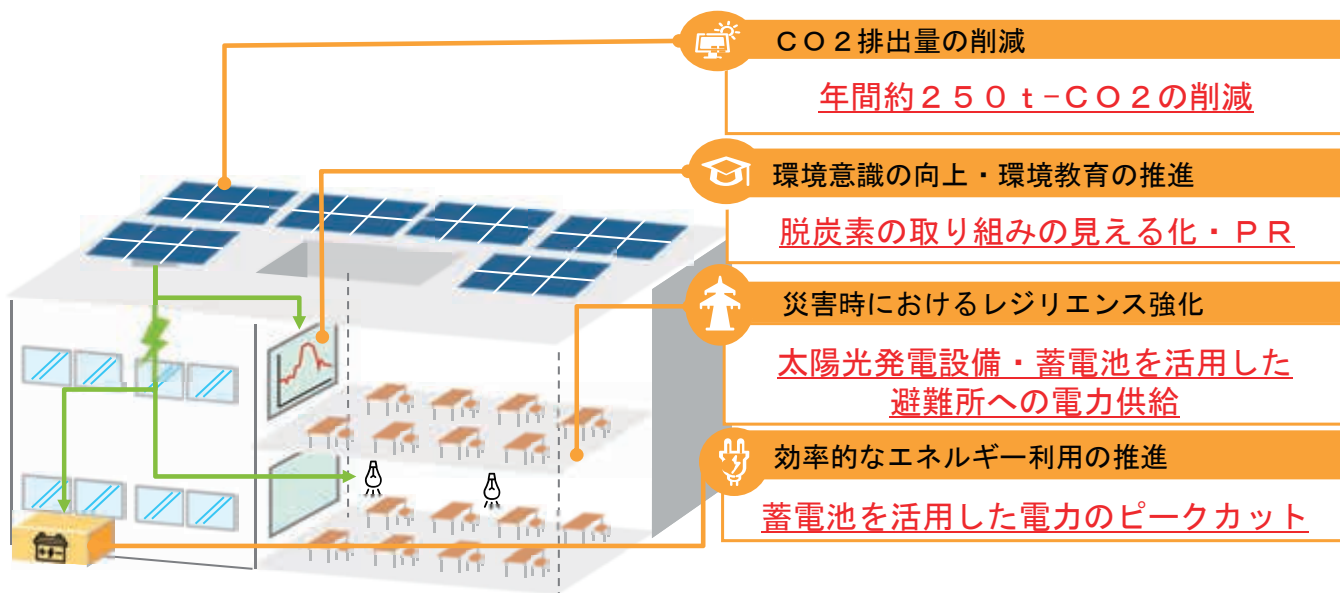 ＣＯ２排出量の削減
年間約２５０ｔ−ＣＯ２の削減
環境意識の向上・環境教育の推進
脱炭素の取り組みの見える化・ＰＲ
災害時におけるレジリエンス強化
太陽光発電設備・蓄電池を活用した
避難所への電力供給
効率的なエネルギー利用の推進
蓄電池を活用した電力のピークカット